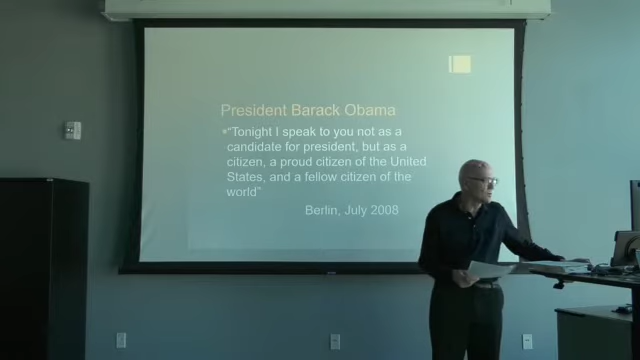 President Barack Obama
•“Tonight I speak to you not as a
candidate for president, but as a
citizen, a proud citizen of the United
States, and a fellow citizen of the
world”
Berlin, July 2008